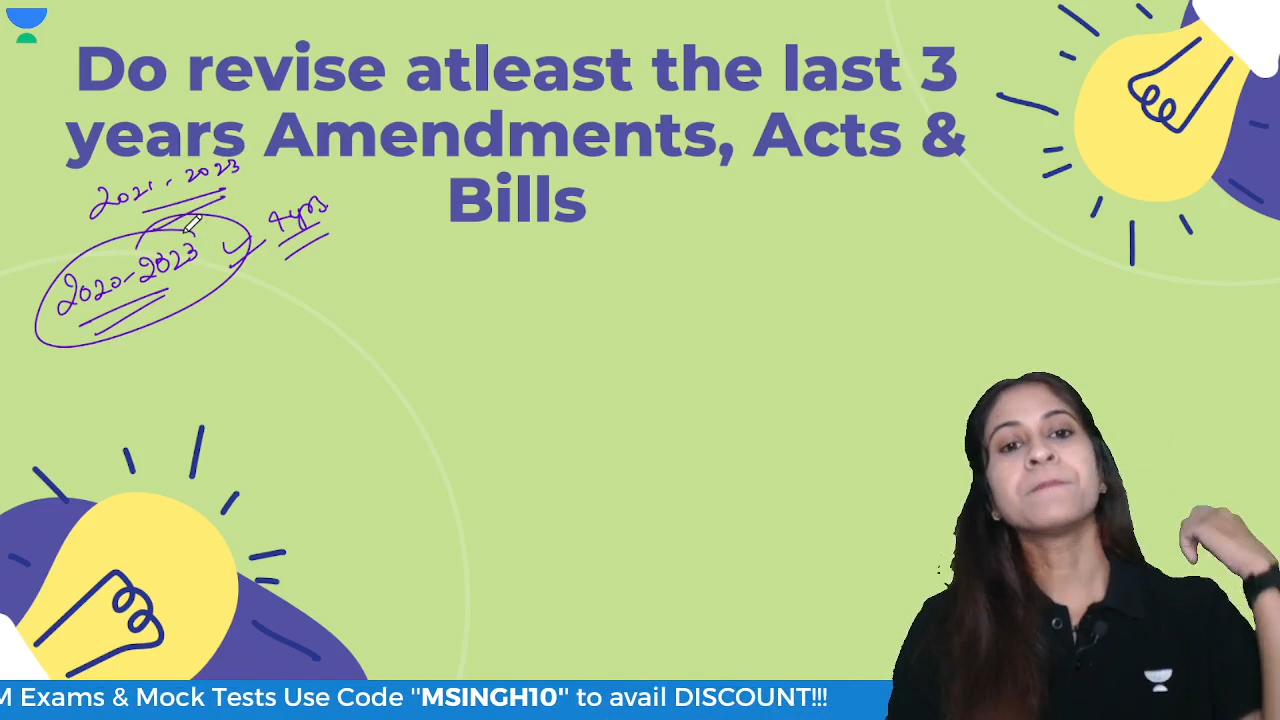 Do revise atleast the last 3
years Amendments, Acts &
Bills
2021 - 2023
2020 - 2023
4yrs
M Exams & Mock Tests Use Code "MSINGH10" to avail DISCOUNT!!!